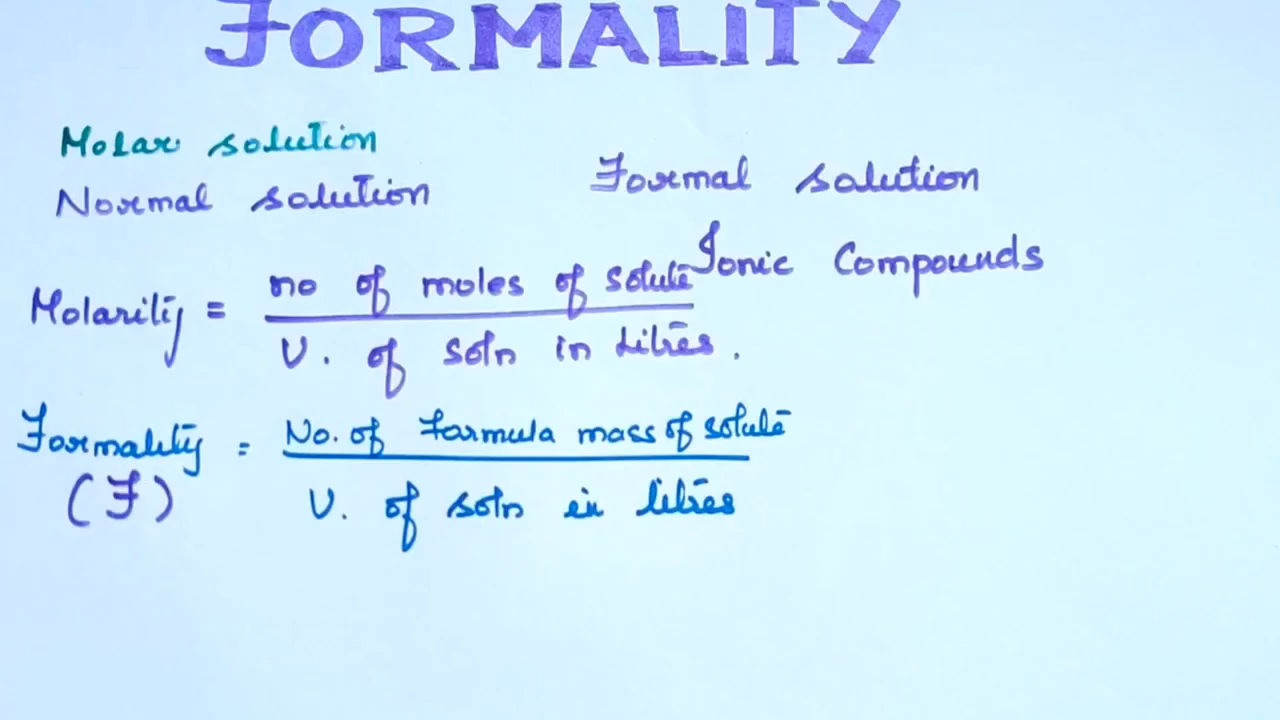 FORMALITY
Molar solution
Normal solution
Formal solution
Ionic Compounds
Molarity = no of moles of solute
V. of soln in Litres.
Formality = No. of Formula mass of solute
(F)
V. of soln in litres